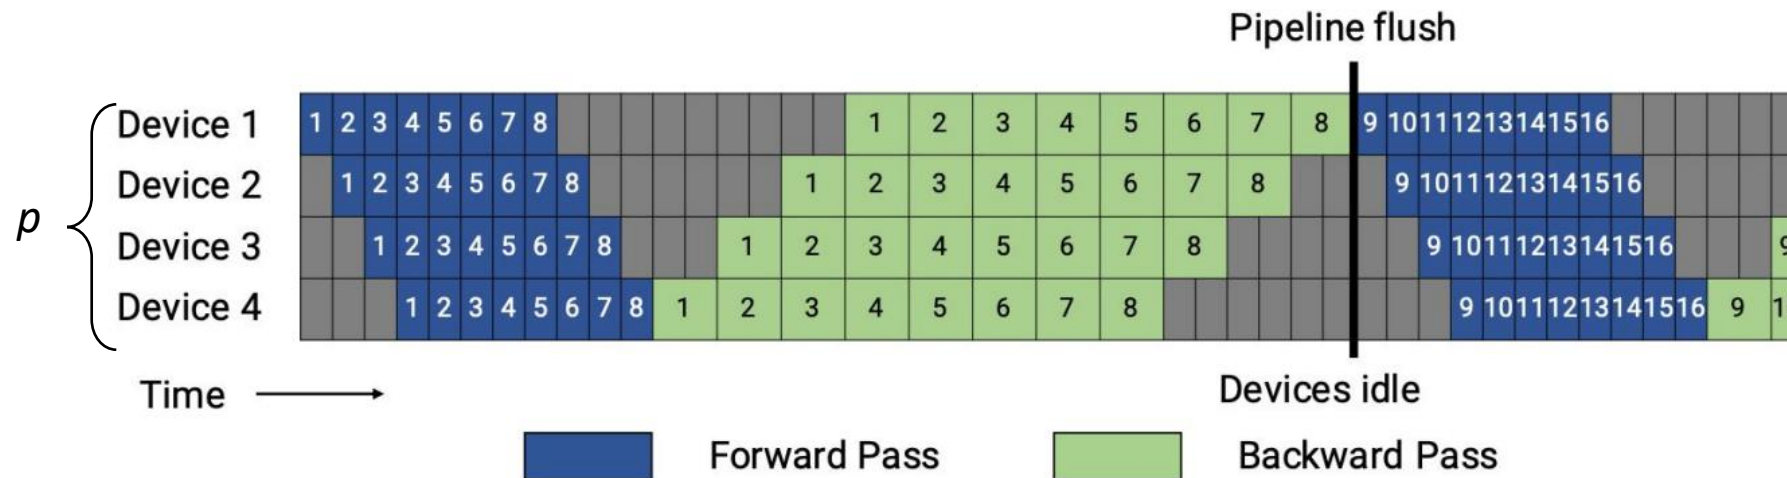 Pipeline flush
Device 1 1 2 3 4 5 6 7 8 1 2 3 4 5 6 7 8 9 10 11 12 13 14 15 16
Device 2 1 2 3 4 5 6 7 8 1 2 3 4 5 6 7 8 9 10 11 12 13 14 15 16
p
Device 3 1 2 3 4 5 6 7 8 1 2 3 4 5 6 7 8 9 10 11 12 13 14 15 16 9
Device 4 1 2 3 4 5 6 7 8 1 2 3 4 5 6 7 8 9 10 11 12 13 14 15 16 9 1
Time Devices idle
Forward Pass Backward Pass